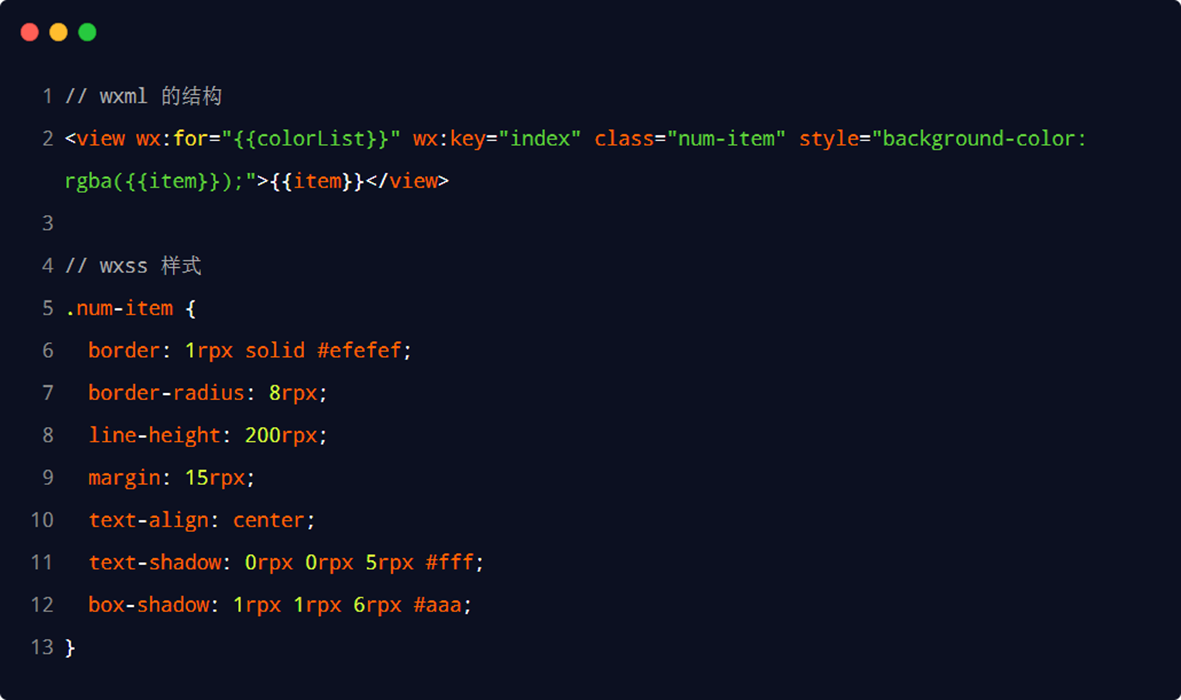 1 // wxml 的结构
2 <view wx:for="{{colorList}}" wx:key="index" class="num-item" style="background-color:
rgba({{item}});">{{item}}</view>
3
4 // wxss 样式
5 .num-item {
6   border: 1rpx solid #efefef;
7   border-radius: 8rpx;
8   line-height: 200rpx;
9   margin: 15rpx;
10   text-align: center;
11   text-shadow: 0rpx 0rpx 5rpx #fff;
12   box-shadow: 1rpx 1rpx 6rpx #aaa;
13 }